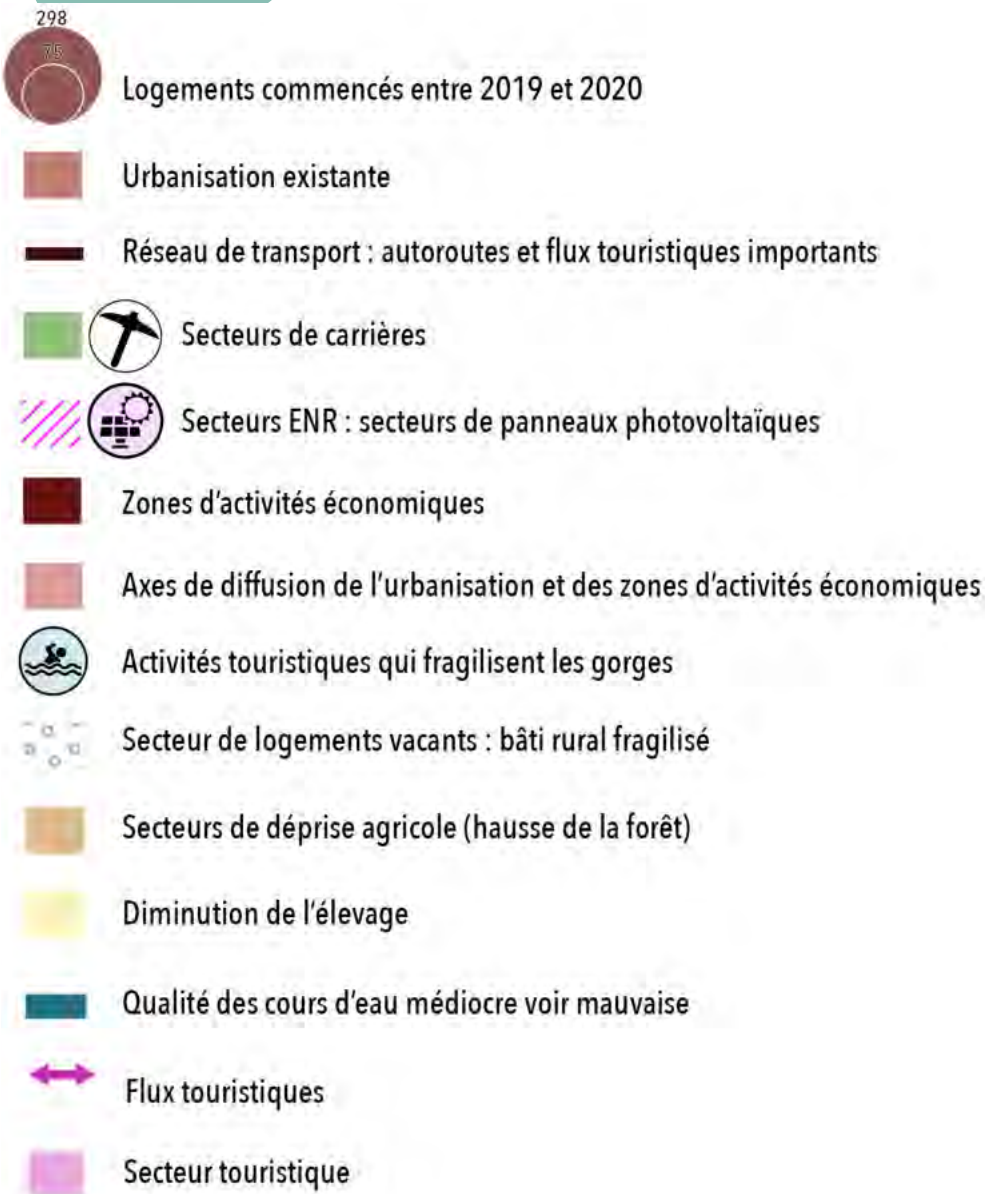 298
75
Logements commencés entre 2019 et 2020
Urbanisation existante
Réseau de transport : autoroutes et flux touristiques importants
Secteurs de carrières
Secteurs ENR : secteurs de panneaux photovoltaïques
Zones d'activités économiques
Axes de diffusion de l'urbanisation et des zones d'activités économiques
Activités touristiques qui fragilisent les gorges
Secteur de logements vacants : bâti rural fragilisé
Secteurs de déprise agricole (hausse de la forêt)
Diminution de l'élevage
Qualité des cours d'eau médiocre voir mauvaise
Flux touristiques
Secteur touristique